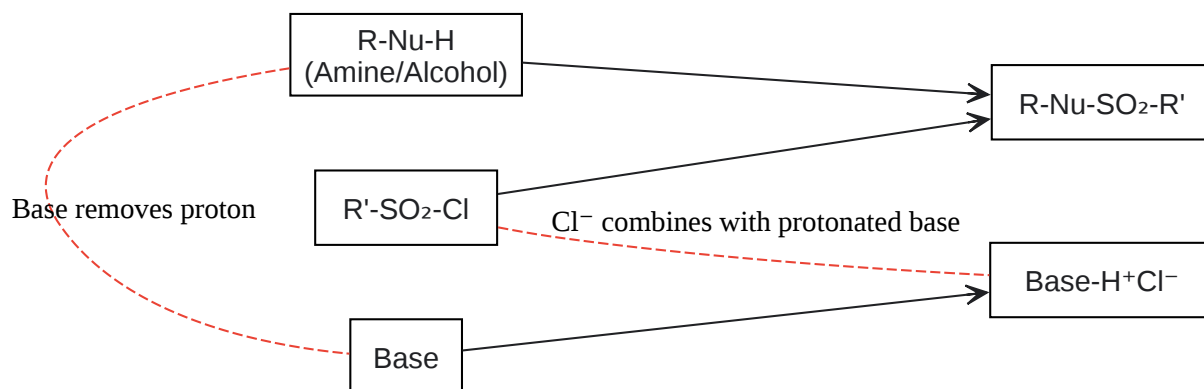 R-Nu-H
(Amine/Alcohol)
R-Nu-SO₂-R'
R'-SO₂-Cl
Base removes proton
Cl⁻ combines with protonated base
Base-H⁺Cl⁻
Base